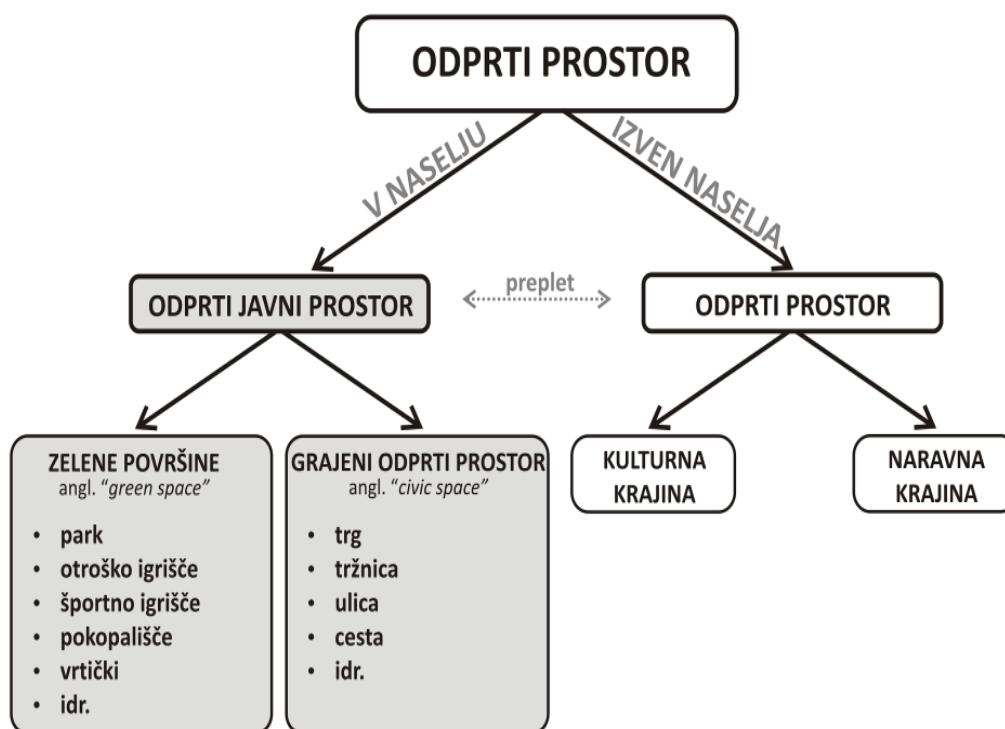 ODPRTI PROSTOR
V NASELJU
IZVEN NASELJA
ODPRTI JAVNI PROSTOR
preplet
ODPRTI PROSTOR
ZELENE POVRŠINE
angl. “green space”
• park
• otroško igrišče
• športno igrišče
• pokopališče
• vrtički
• idr.
GRAJENI ODPRTI PROSTOR
angl. “civic space”
• trg
• tržnica
• ulica
• cesta
• idr.
KULTURNA
KRAJINA
NARAVNA
KRAJINA